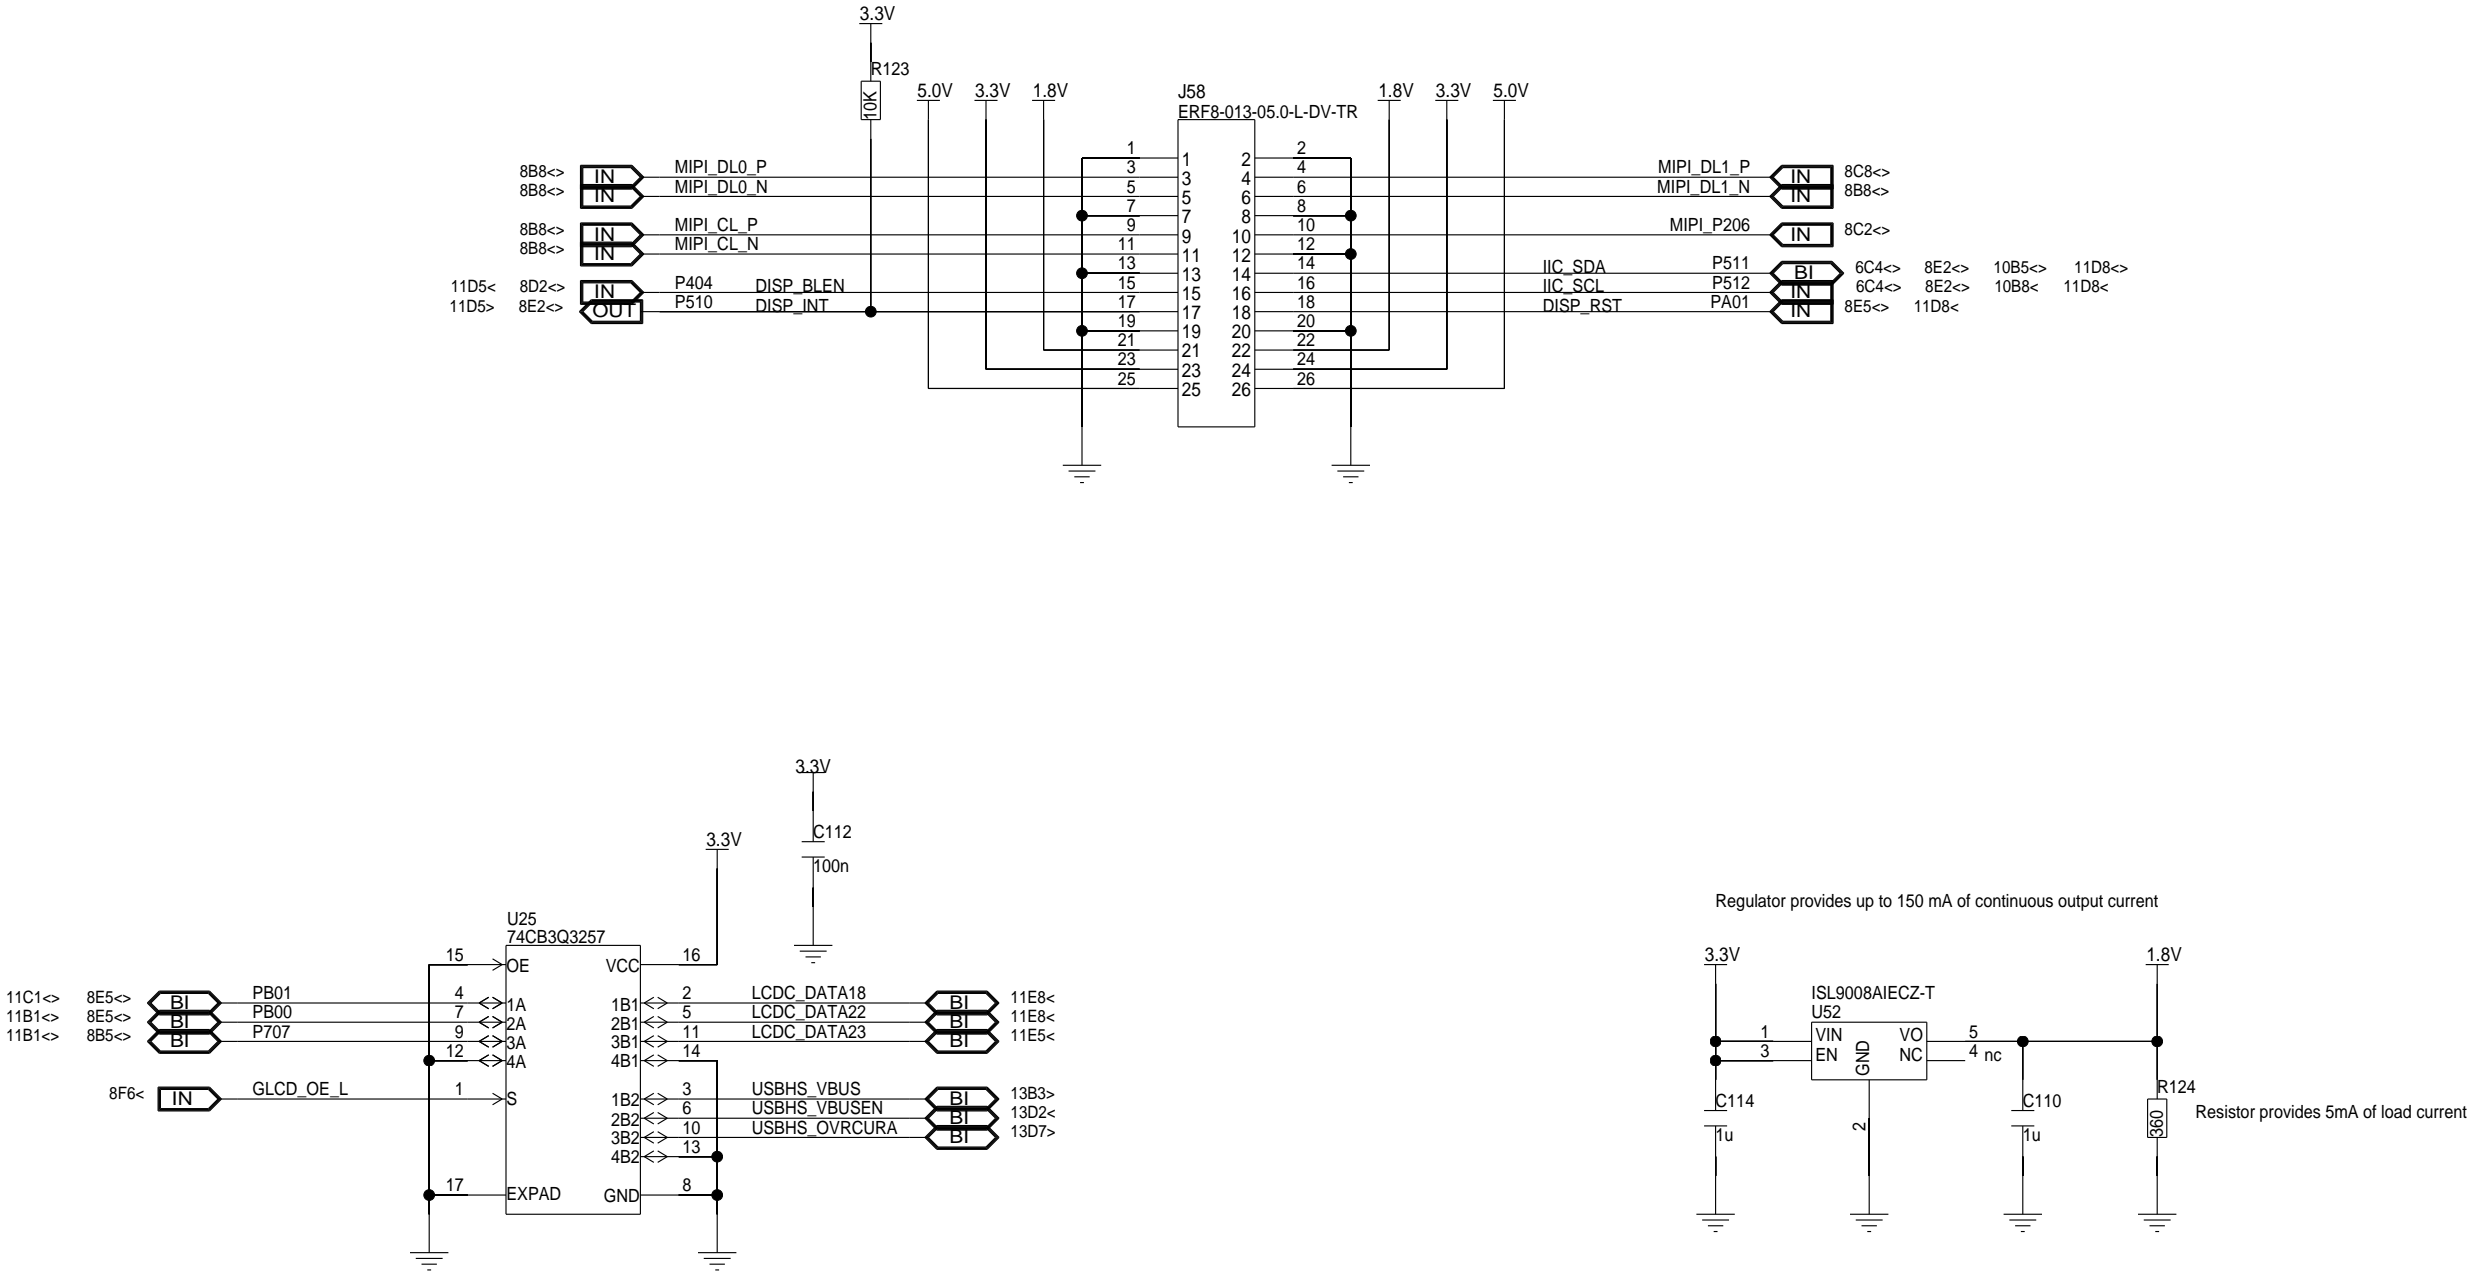 3.3V
R123
10K
5.0V 3.3V 1.8V
J58
ERF8-013-05.0-L-DV-TR
1.8V 3.3V 5.0V
1 1 2 2
8B8<> IN MIPI_DL0_P 3 3 4 4 MIPI_DL1_P IN 8C8<>
8B8<> IN MIPI_DL0_N 5 5 6 6 MIPI_DL1_N IN 8B8<>
7 7 8 8
8B8<> IN MIPI_CL_P 9 9 10 10 MIPI_P206 IN 8C2<>
8B8<> IN MIPI_CL_N 11 11 12 12
13 13 14 14 IIC_SDA P511 BI 6C4<> 8E2<> 10B5<> 11D8<>
11D5< 8D2<> IN P404 DISP_BLEN 15 15 16 16 IIC_SCL P512 IN 6C4<> 8E2<> 10B8< 11D8<
11D5> 8E2<> OUT P510 DISP_INT 17 17 18 18 DISP_RST PA01 IN 8E5<> 11D8<
19 19 20 20
21 21 22 22
23 23 24 24
25 25 26 26
3.3V
C112
100n
3.3V
U25
74CB3Q3257
15 OE VCC 16
11C1<> 8E5<> BI PB01 4 1A 1B1 2 LCDC_DATA18 BI 11E8<
11B1<> 8E5<> BI PB00 7 2A 2B1 5 LCDC_DATA22 BI 11E8<
11B1<> 8B5<> BI P707 9 3A 3B1 11 LCDC_DATA23 BI 11E5<
12 4A 4B1 14
8F6< IN GLCD_OE_L 1 S 1B2 3 USBHS_VBUS BI 13B3>
2B2 6 USBHS_VBUSEN BI 13D2<
3B2 10 USBHS_OVRCURA BI 13D7>
4B2 13
17 EXPAD GND 8
Regulator provides up to 150 mA of continuous output current
3.3V 1.8V
ISL9008AIECZ-T
U52
1 VIN VO 5
3 EN GND NC 4 nc
2
C114
1u
C110
1u
R124
360
Resistor provides 5mA of load current